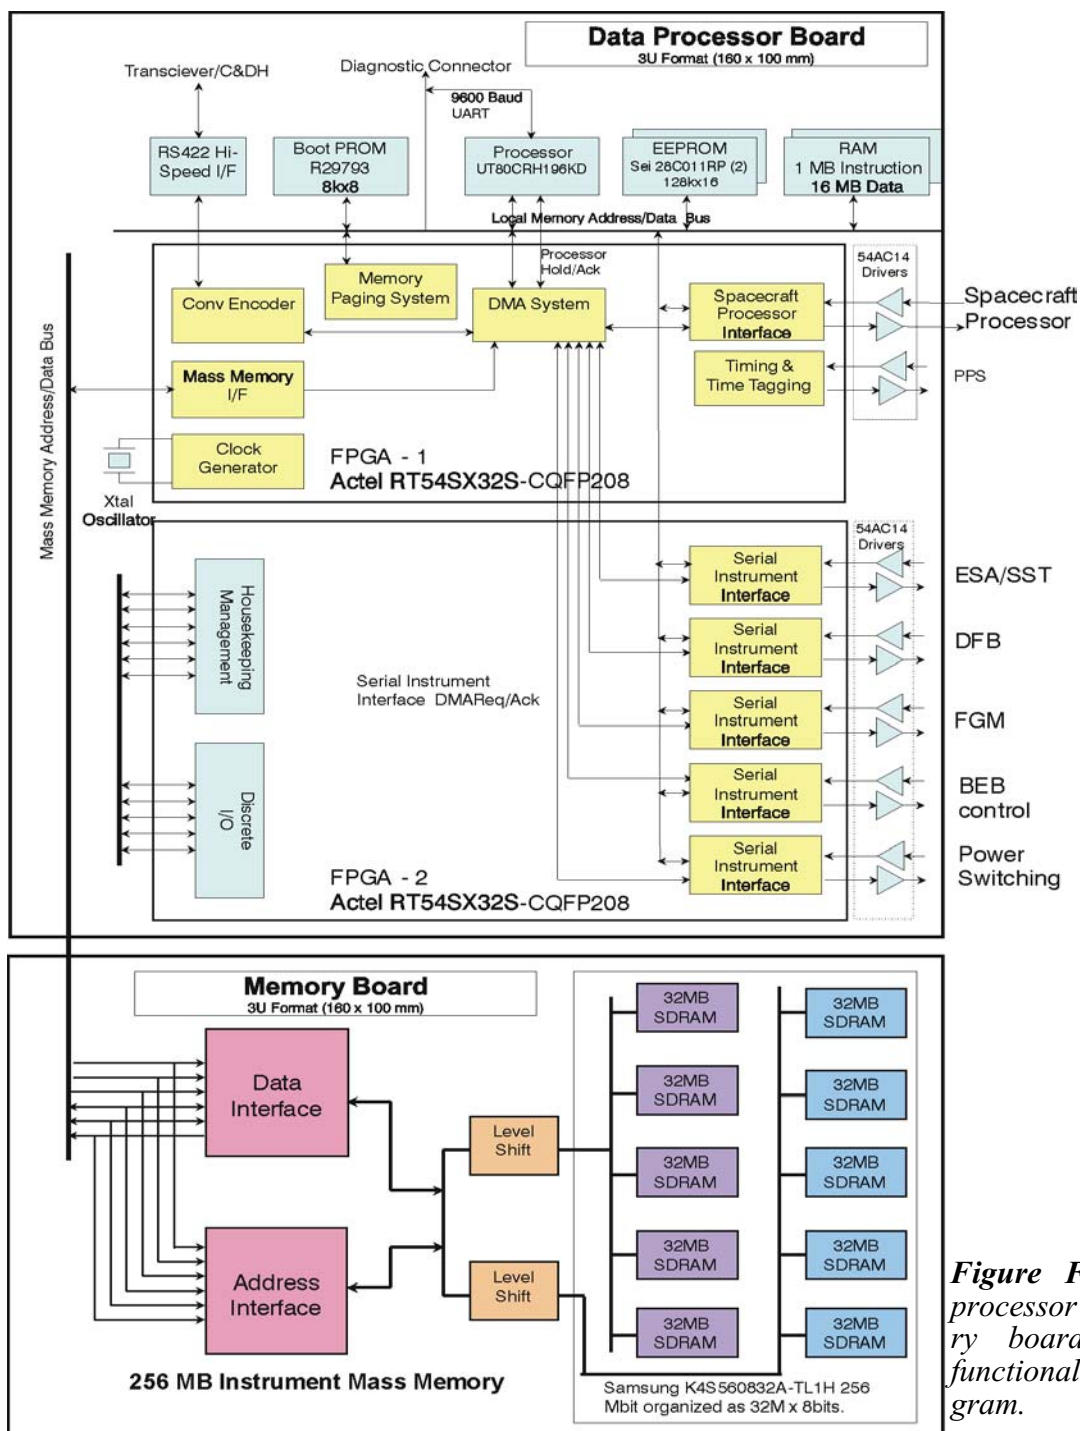 Data Processor Board
3U Format (160 x 100 mm)
Transciever/C&DH
Diagnostic Connector
9600 Baud
UART
RS422 Hi-
Speed I/F
Boot PROM
R29793
8kx8
Processor
UT80CRH196KD
EEPROM
Sei 28C011RP (2)
128kx16
RAM
1 MB Instruction
16 MB Data
Local Memory Address/Data Bus
Mass Memory Address/Data Bus
Conv Encoder
Memory
Paging System
Processor
Hold/Ack
DMA System
Spacecraft
Processor
Interface
54AC14
Drivers
Spacecraft
Processor
Mass Memory
I/F
Timing &
Time Tagging
PPS
Clock
Generator
Xtal
Oscillator
FPGA - 1
Actel RT54SX32S-CQFP208
54AC14
Drivers
Housekeeping
Management
Serial
Instrument
Interface
ESA/SST
Serial
Instrument
Interface
DFB
Serial Instrument
Interface DMAReq/Ack
Serial
Instrument
Interface
FGM
Discrete
I/O
Serial
Instrument
Interface
BEB
control
Serial
Instrument
Interface
Power
Switching
FPGA - 2
Actel RT54SX32S-CQFP208
Memory Board
3U Format (160 x 100 mm)
Data
Interface
Address
Interface
Level
Shift
Level
Shift
32MB
SDRAM
32MB
SDRAM
32MB
SDRAM
32MB
SDRAM
32MB
SDRAM
32MB
SDRAM
32MB
SDRAM
32MB
SDRAM
32MB
SDRAM
32MB
SDRAM
256 MB Instrument Mass Memory
Samsung K4S560832A-TL1H 256
Mbit organized as 32M x 8bits.
Figure F
processor
ry board
functional
gram.